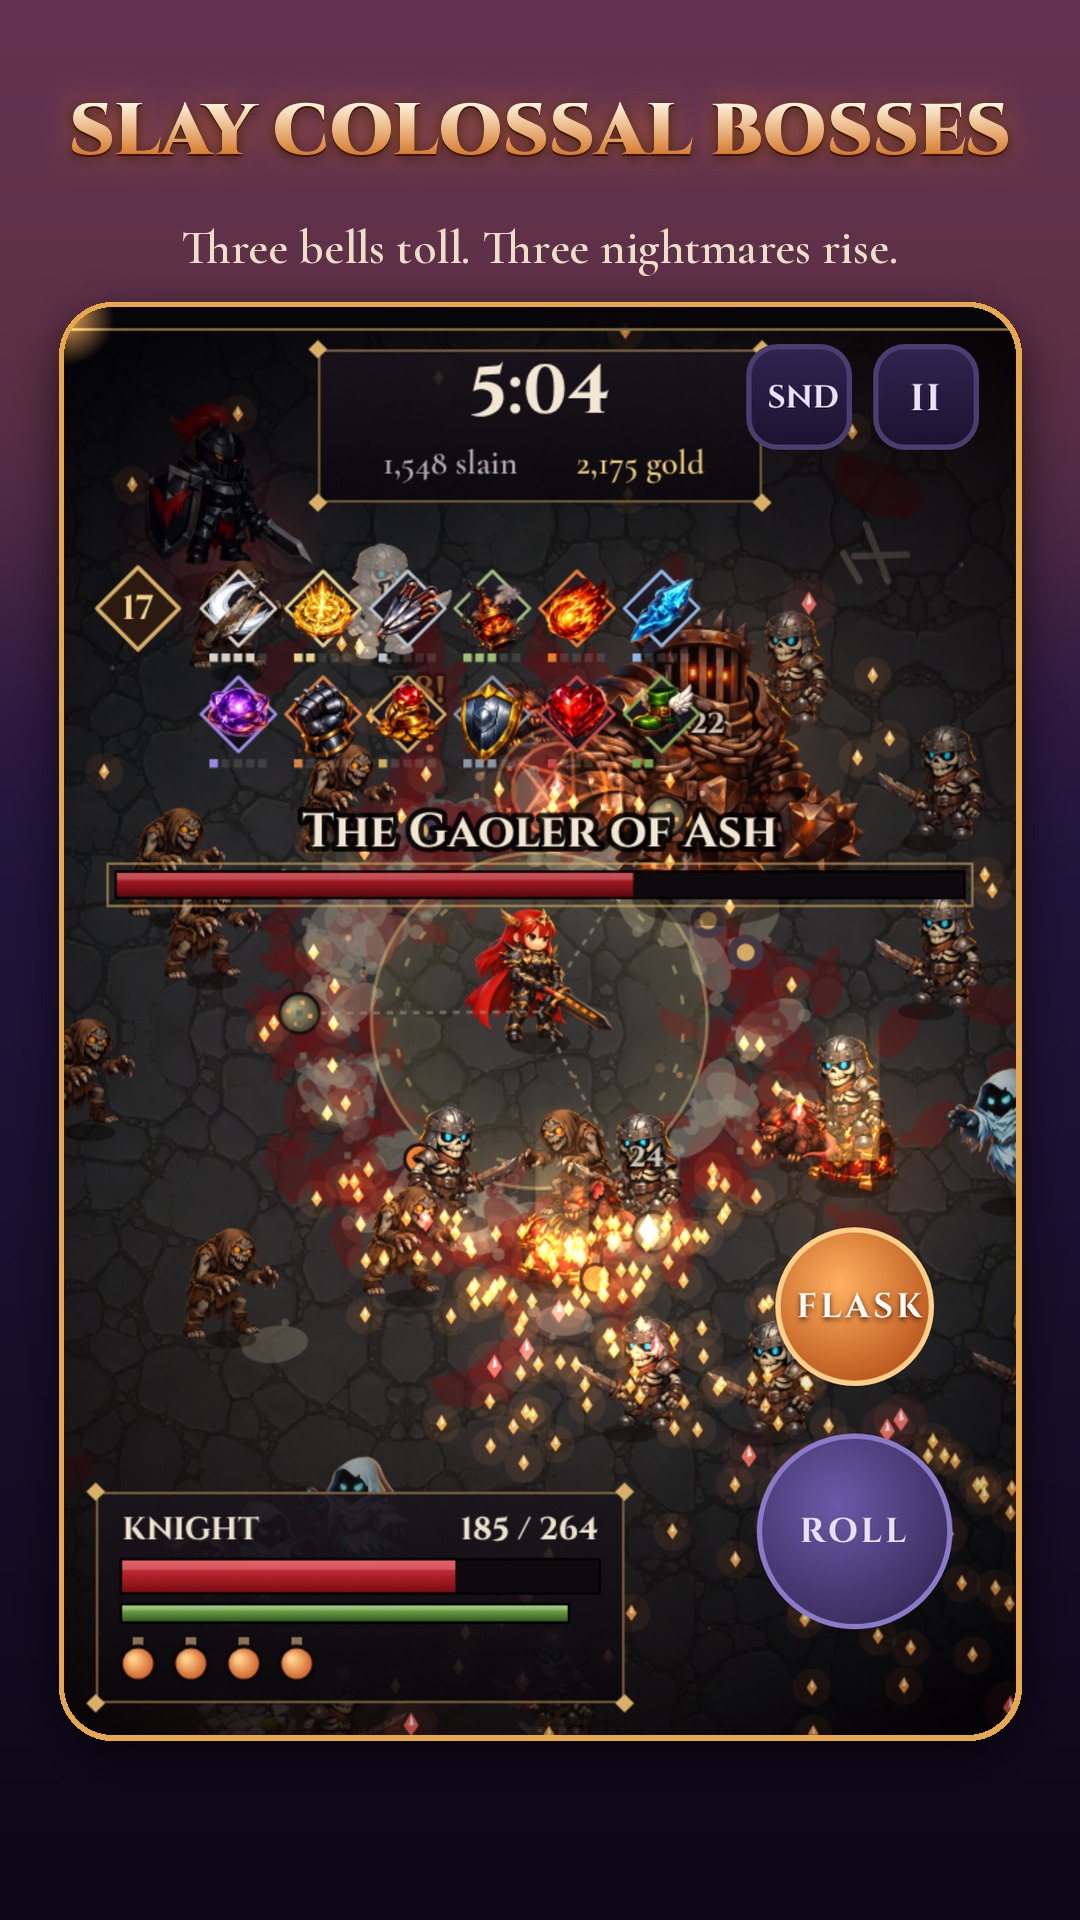 SLAY COLOSSAL BOSSES
Three bells toll. Three nightmares rise.
5:04
SND
II
1,548 slain
2,175 gold
17
22
THE GAOLER OF ASH
24
FLASK
ROLL
KNIGHT
185 / 264